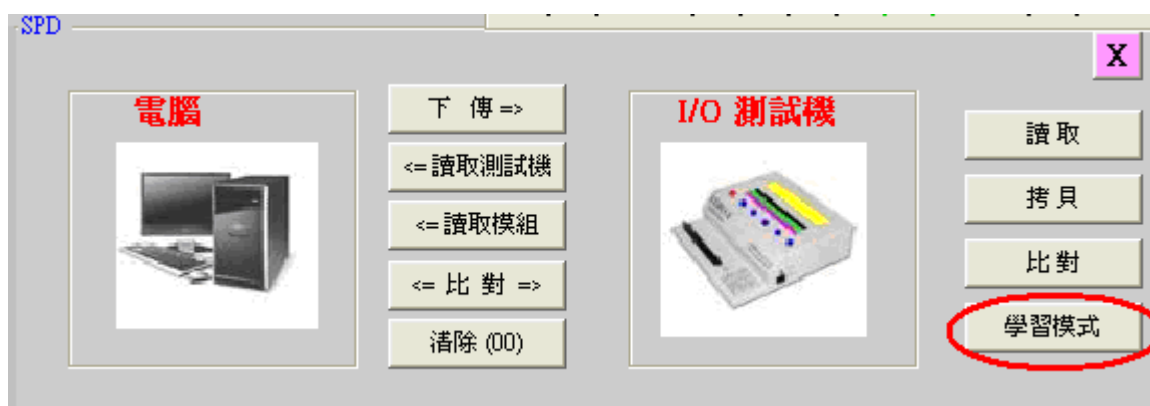 SPD
X
電腦
下 傳 =>
<= 讀取測試機
<= 讀取模組
<= 比 對 =>
清除 (00)
I/O 測試機
讀 取
拷 貝
比 對
學習模式